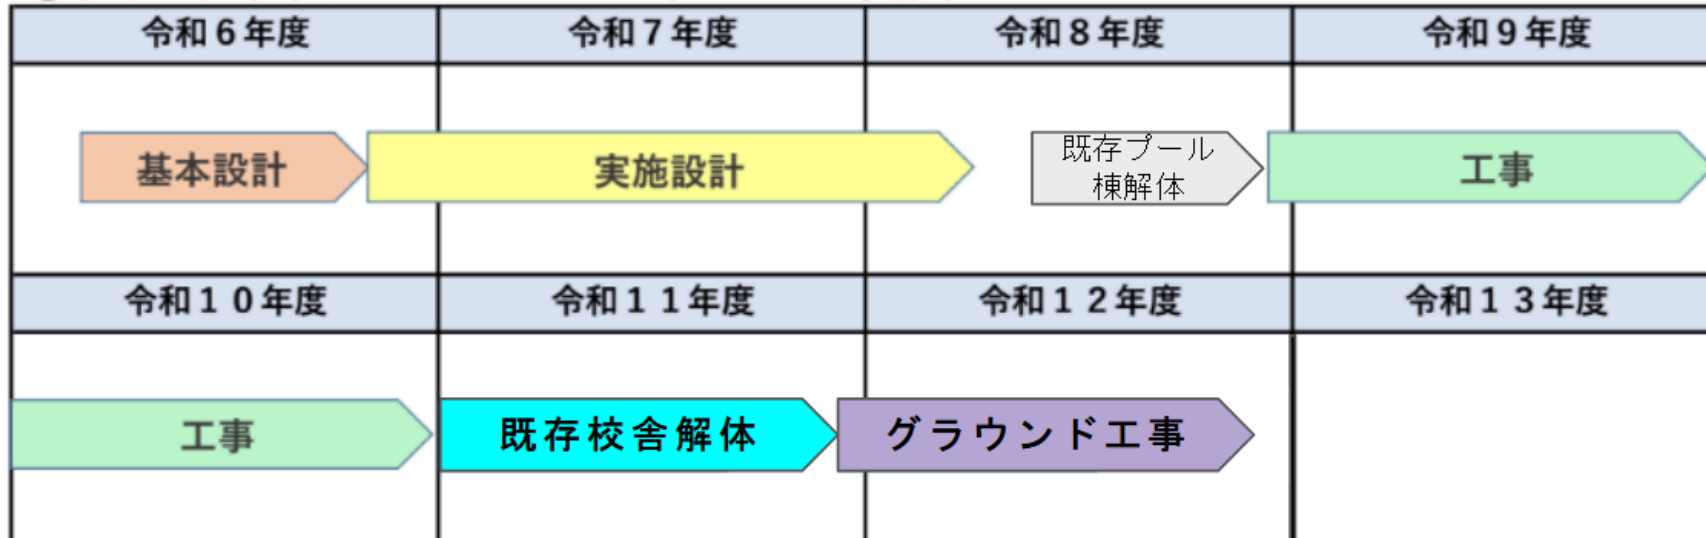 令和６年度
令和７年度
令和８年度
令和９年度
基本設計
実施設計
既存プール
棟解体
工事
令和１０年度
令和１１年度
令和１２年度
令和１３年度
工事
既存校舎解体
グラウンド工事